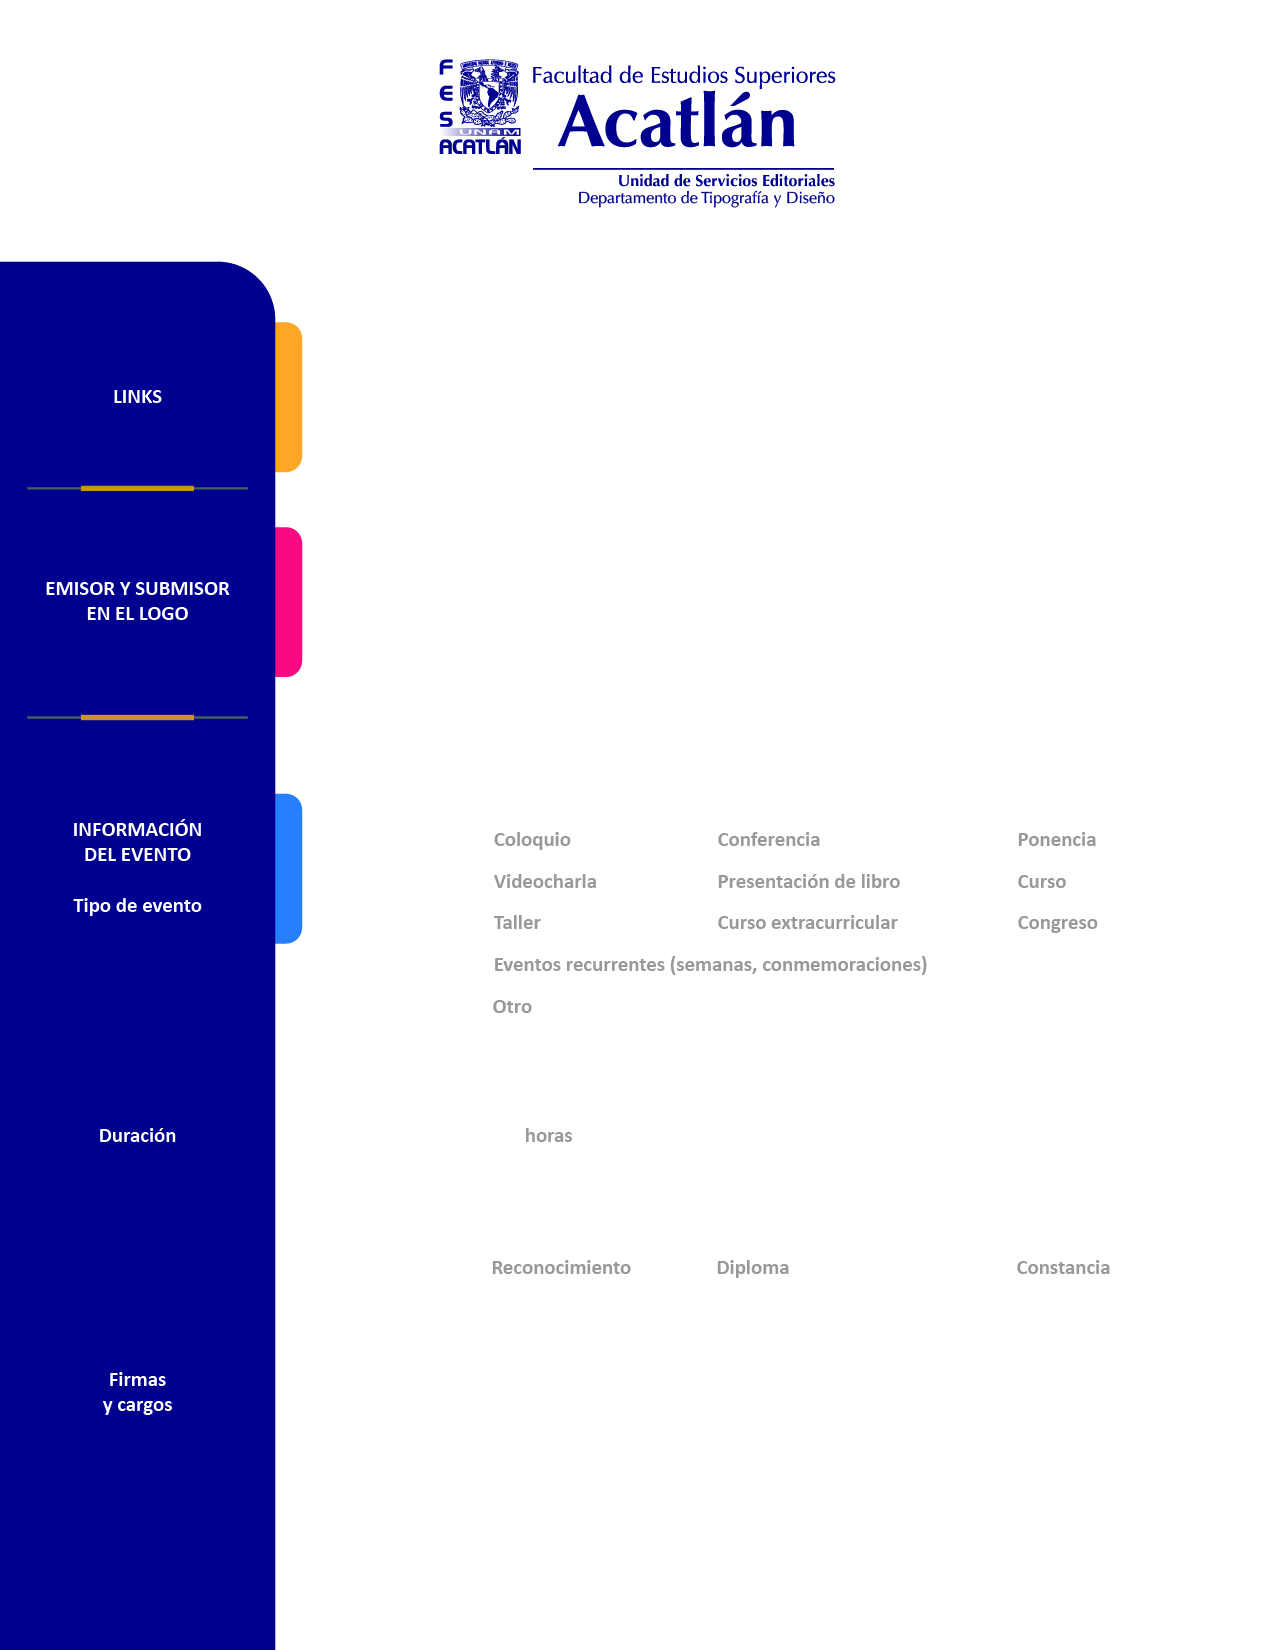 FES
UNAM
ACATLÁN
Facultad de Estudios Superiores
Acatlán
Unidad de Servicios Editoriales
Departamento de Tipografía y Diseño
LINKS
EMISOR Y SUBMISOR
EN EL LOGO
INFORMACIÓN
DEL EVENTO
Tipo de evento
Coloquio Conferencia Ponencia
Videocharla Presentación de libro Curso
Taller Curso extracurricular Congreso
Eventos recurrentes (semanas, conmemoraciones)
Otro
Duración horas
Reconocimiento Diploma Constancia
Firmas
y cargos